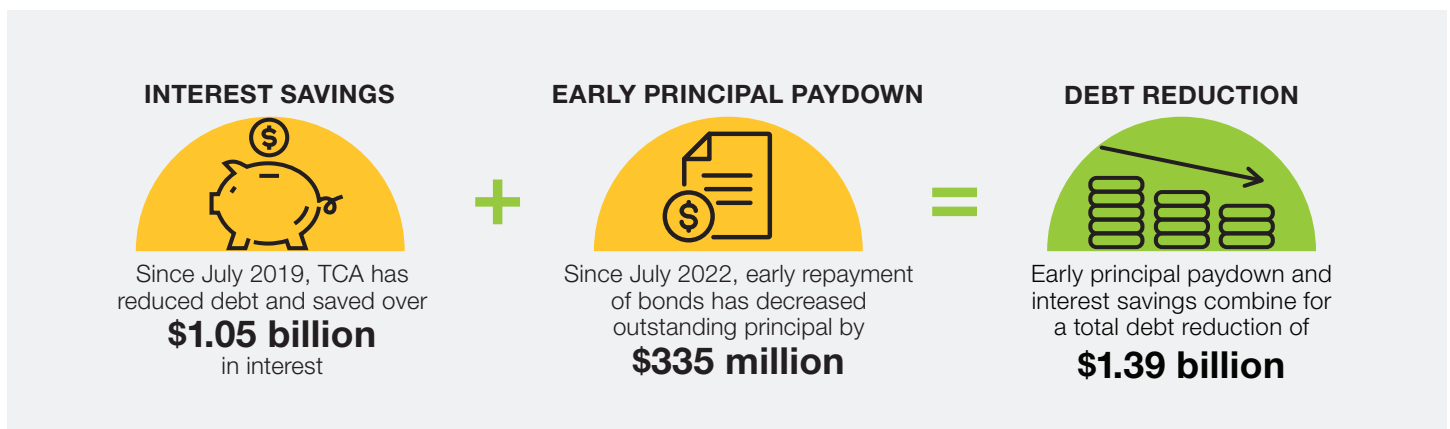 INTEREST SAVINGS
$
Since July 2019, TCA has
reduced debt and saved over
$1.05 billion
in interest
+
EARLY PRINCIPAL PAYDOWN
$
Since July 2022, early repayment
of bonds has decreased
outstanding principal by
$335 million
=
DEBT REDUCTION
Early principal paydown and
interest savings combine for
a total debt reduction of
$1.39 billion